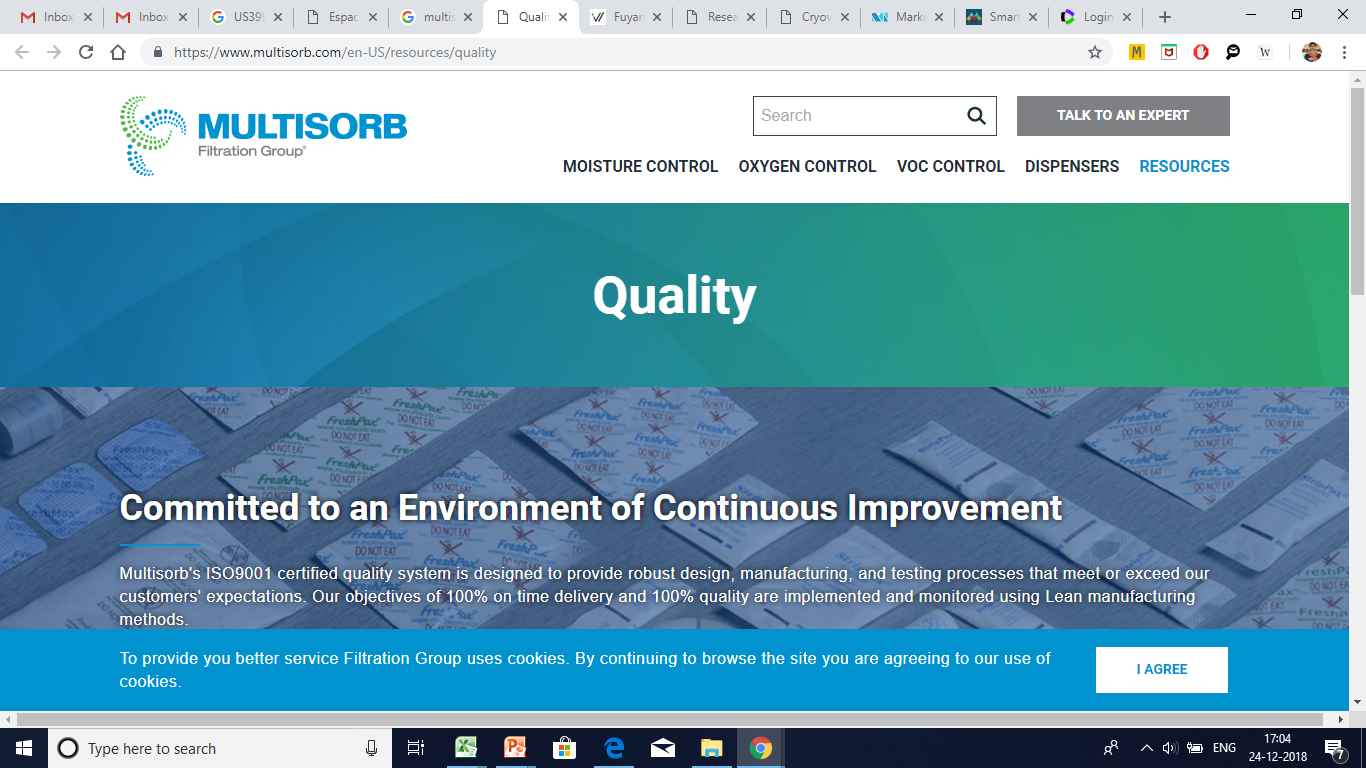 Inbox
Inbox
US39
Espac
multis
Qualit
Fuyar
Resea
Cryov
Mark
Smart
Login
https://www.multisorb.com/en-US/resources/quality
MULTISORB
Filtration Group®
Search
TALK TO AN EXPERT
MOISTURE CONTROL OXYGEN CONTROL VOC CONTROL DISPENSERS RESOURCES
Quality
FreshPax
DO NOT EAT
Committed to an Environment of Continuous Improvement
Multisorb's ISO9001 certified quality system is designed to provide robust design, manufacturing, and testing processes that meet or exceed our
customers' expectations. Our objectives of 100% on time delivery and 100% quality are implemented and monitored using Lean manufacturing
methods.
To provide you better service Filtration Group uses cookies. By continuing to browse the site you are agreeing to our use of
cookies.
I AGREE
Type here to search
ENG
17:04
24-12-2018
7